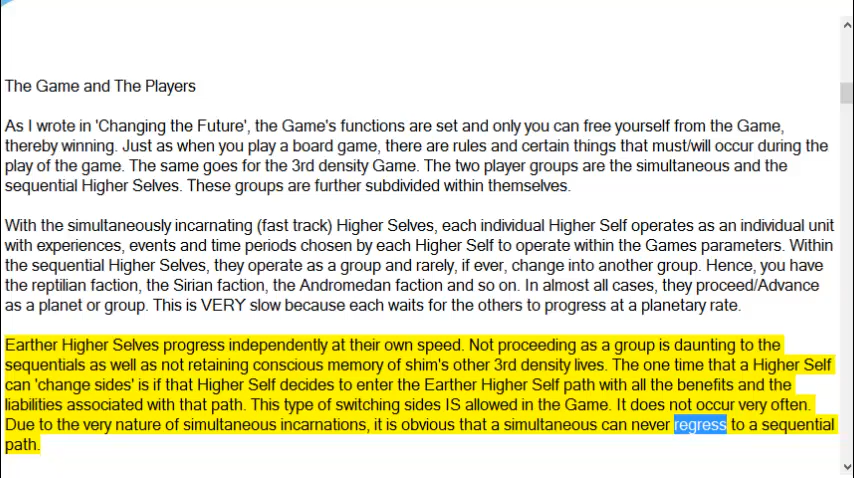 The Game and The Players
As I wrote in 'Changing the Future', the Game's functions are set and only you can free yourself from the Game,
thereby winning. Just as when you play a board game, there are rules and certain things that must/will occur during the
play of the game. The same goes for the 3rd density Game. The two player groups are the simultaneous and the
sequential Higher Selves. These groups are further subdivided within themselves.
With the simultaneously incarnating (fast track) Higher Selves, each individual Higher Self operates as an individual unit
with experiences, events and time periods chosen by each Higher Self to operate within the Games parameters. Within
the sequential Higher Selves, they operate as a group and rarely, if ever, change into another group. Hence, you have
the reptilian faction, the Sirian faction, the Andromedan faction and so on. In almost all cases, they proceed/Advance
as a planet or group. This is VERY slow because each waits for the others to progress at a planetary rate.
Earther Higher Selves progress independently at their own speed. Not proceeding as a group is daunting to the
sequentials as well as not retaining conscious memory of shim's other 3rd density lives. The one time that a Higher Self
can 'change sides' is if that Higher Self decides to enter the Earther Higher Self path with all the benefits and the
liabilities associated with that path. This type of switching sides IS allowed in the Game. It does not occur very often.
Due to the very nature of simultaneous incarnations, it is obvious that a simultaneous can never regress to a sequential
path.